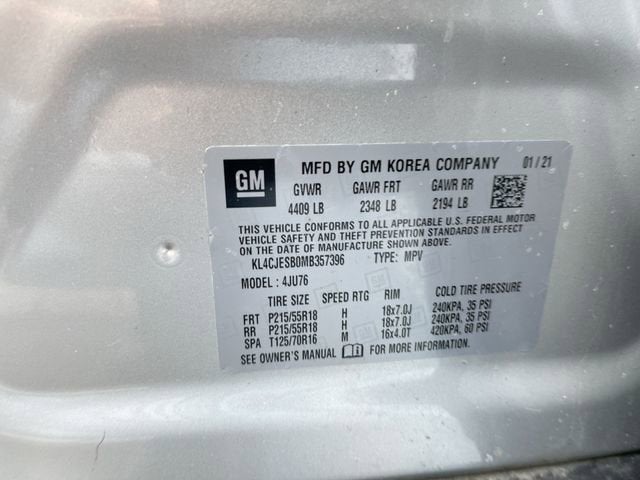 GM MFD BY GM KOREA COMPANY 01/21
GVWR GAWR FRT GAWR RR
4409 LB 2348 LB 2194 LB
THIS VEHICLE CONFORMS TO ALL APPLICABLE U.S. FEDERAL MOTOR
VEHICLE SAFETY AND THEFT PREVENTION STANDARDS IN EFFECT
ON THE DATE OF MANUFACTURE SHOWN ABOVE.
KL4CJESB0MB357396 TYPE: MPV
MODEL: 4JU76
TIRE SIZE SPEED RTG RIM COLD TIRE PRESSURE
FRT P215/55R18 H 18x7.0J 240KPA, 35 PSI
RR P215/55R18 H 18x7.0J 240KPA, 35 PSI
SPA T125/70R16 M 16x4.0T 420KPA, 60 PSI
SEE OWNER'S MANUAL FOR MORE INFORMATION.